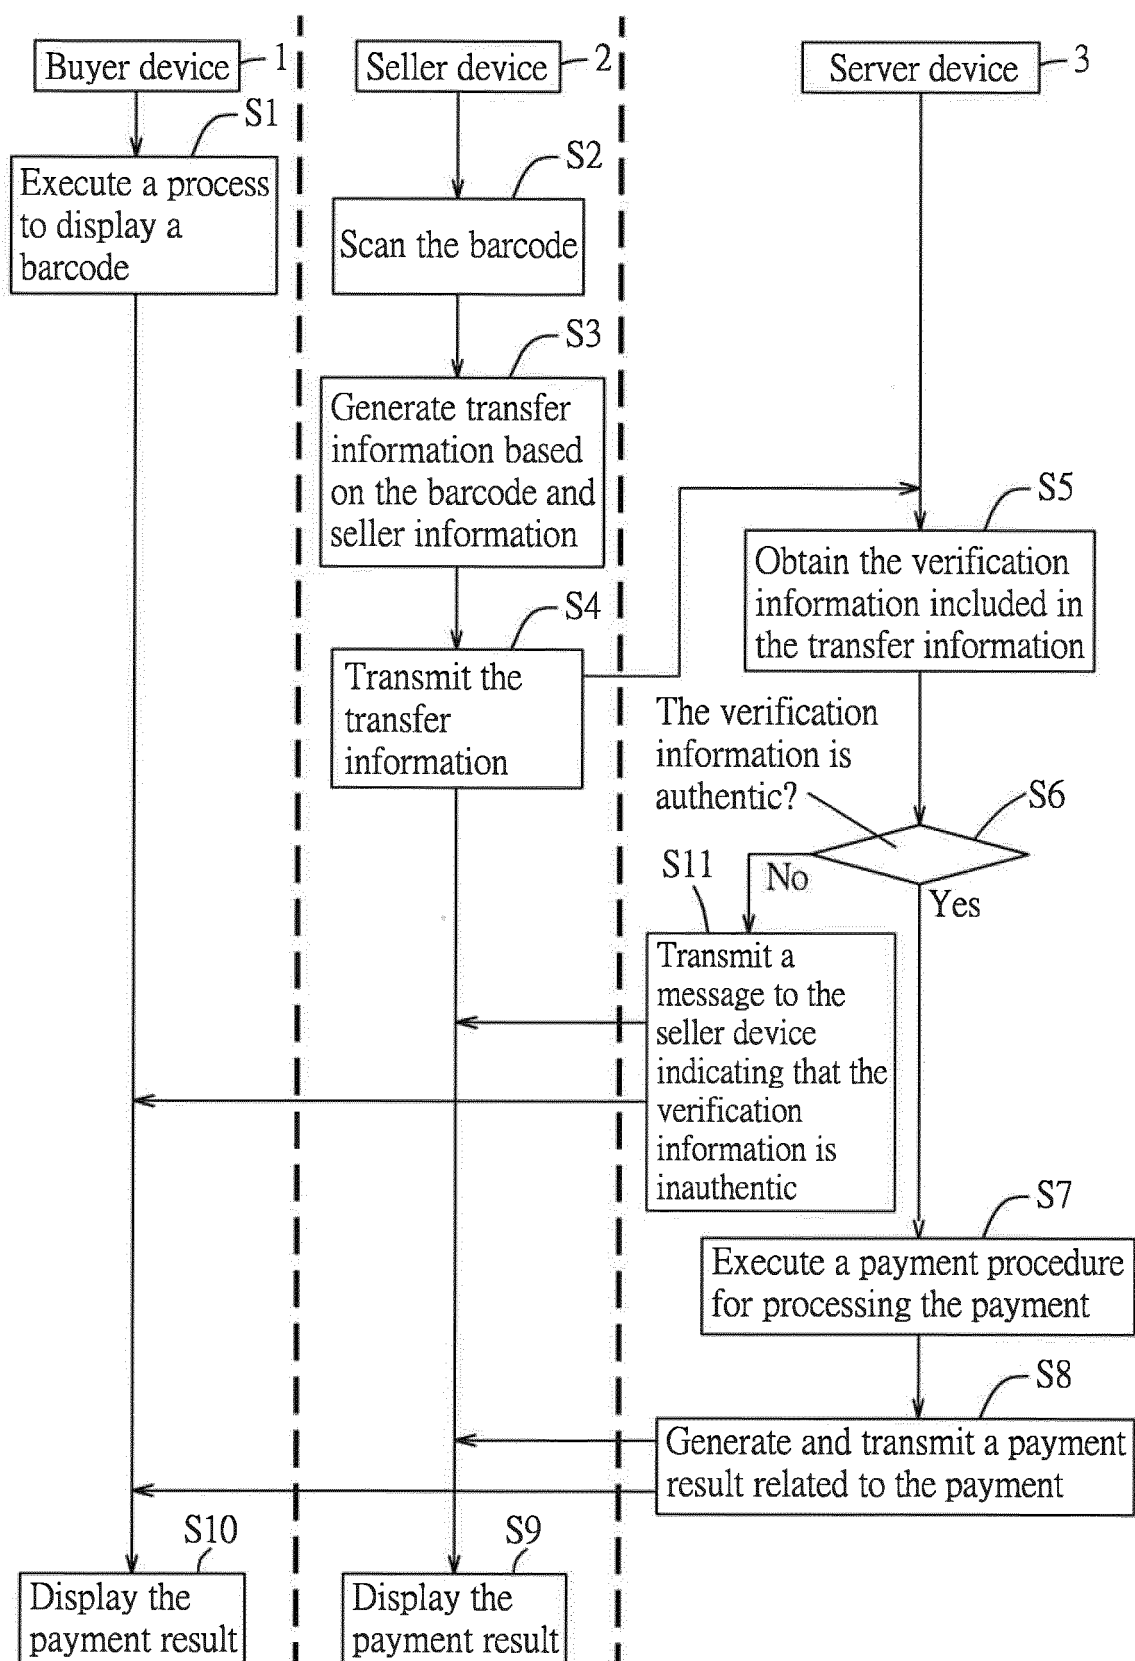 Buyer device
1
Seller device
2
Server device
3
S1
Execute a process
to display a
barcode
S2
Scan the barcode
S3
Generate transfer
information based
on the barcode and
seller information
S4
Transmit the
transfer
information
S5
Obtain the verification
information included in
the transfer information
The verification
information is
authentic?
S6
No
Yes
S11
Transmit a
message to the
seller device
indicating that the
verification
information is
inauthentic
S7
Execute a payment procedure
for processing the payment
S8
Generate and transmit a payment
result related to the payment
S10
Display the
payment result
S9
Display the
payment result